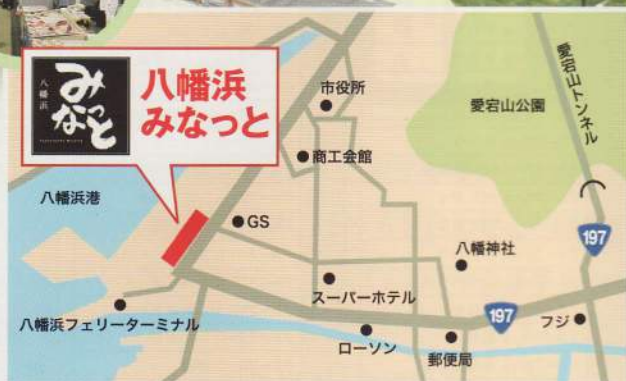 八幡浜
みなっと
八幡浜
みなっと
市役所
愛宕山公園
愛宕山トンネル
商工会館
八幡浜港
GS
197
八幡神社
スーパーホテル
197
フジ
八幡浜フェリーターミナル
ローソン
郵便局